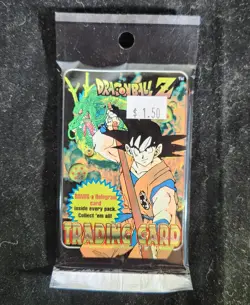 DRAGONBALL Z
$ 1.50
BONUS a Hologram
card
inside every pack.
Collect 'em all!
TRADING CARD